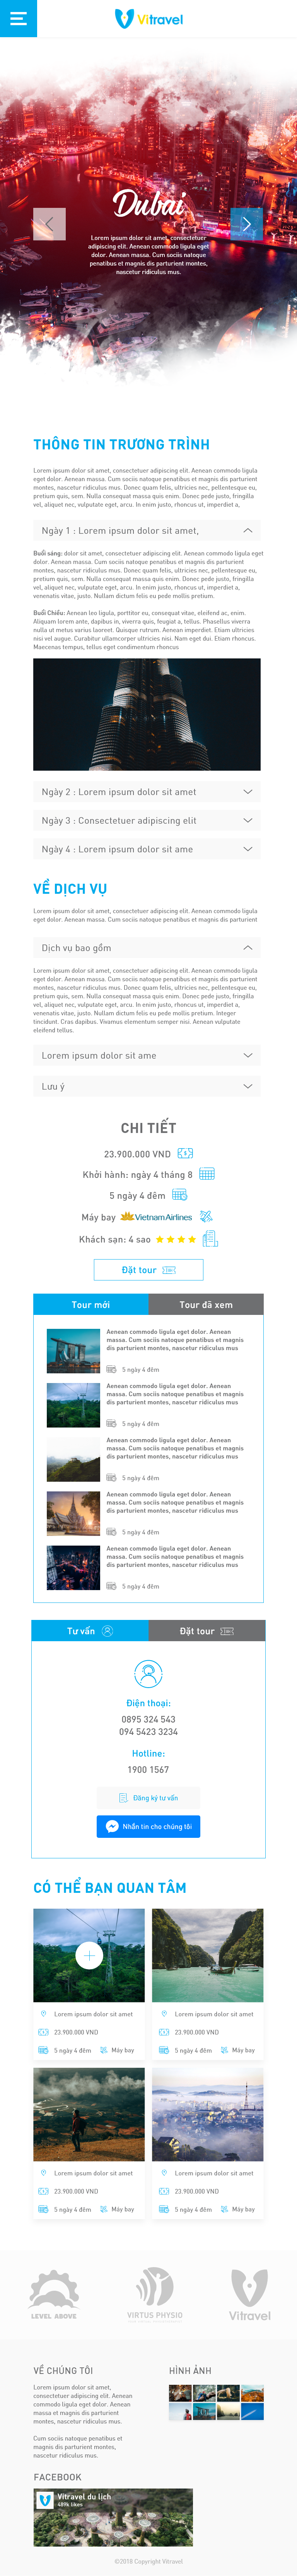 Vitravel
Dubai
Lorem ipsum dolor sit amet, consectetuer
adipiscing elit. Aenean commodo ligula eget
dolor. Aenean massa. Cum sociis natoque
penatibus et magnis dis parturient montes,
nascetur ridiculus mus.
THÔNG TIN TRƯƠNG TRÌNH
Lorem ipsum dolor sit amet, consectetuer adipiscing elit. Aenean commodo ligula
eget dolor. Aenean massa. Cum sociis natoque penatibus et magnis dis parturient
montes, nascetur ridiculus mus. Donec quam felis, ultricies nec, pellentesque eu,
pretium quis, sem. Nulla consequat massa quis enim. Donec pede justo, fringilla
vel, aliquet nec, vulputate eget, arcu. In enim justo, rhoncus ut, imperdiet a,
Ngày 1 : Lorem ipsum dolor sit amet,
Buổi sáng: dolor sit amet, consectetuer adipiscing elit. Aenean commodo ligula eget
dolor. Aenean massa. Cum sociis natoque penatibus et magnis dis parturient
montes, nascetur ridiculus mus. Donec quam felis, ultricies nec, pellentesque eu,
pretium quis, sem. Nulla consequat massa quis enim. Donec pede justo, fringilla
vel, aliquet nec, vulputate eget, arcu. In enim justo, rhoncus ut, imperdiet a,
venenatis vitae, justo. Nullam dictum felis eu pede mollis pretium.
Buổi Chiều: Aenean leo ligula, porttitor eu, consequat vitae, eleifend ac, enim.
Aliquam lorem ante, dapibus in, viverra quis, feugiat a, tellus. Phasellus viverra
nulla ut metus varius laoreet. Quisque rutrum. Aenean imperdiet. Etiam ultricies
nisi vel augue. Curabitur ullamcorper ultricies nisi. Nam eget dui. Etiam rhoncus.
Maecenas tempus, tellus eget condimentum rhoncus
Ngày 2 : Lorem ipsum dolor sit amet
Ngày 3 : Consectetuer adipiscing elit
Ngày 4 : Lorem ipsum dolor sit ame
VỀ DỊCH VỤ
Lorem ipsum dolor sit amet, consectetuer adipiscing elit. Aenean commodo ligula
eget dolor. Aenean massa. Cum sociis natoque penatibus et magnis dis parturient
Dịch vụ bao gồm
Lorem ipsum dolor sit amet, consectetuer adipiscing elit. Aenean commodo ligula
eget dolor. Aenean massa. Cum sociis natoque penatibus et magnis dis parturient
montes, nascetur ridiculus mus. Donec quam felis, ultricies nec, pellentesque eu,
pretium quis, sem. Nulla consequat massa quis enim. Donec pede justo, fringilla
vel, aliquet nec, vulputate eget, arcu. In enim justo, rhoncus ut, imperdiet a,
venenatis vitae, justo. Nullam dictum felis eu pede mollis pretium. Integer
tincidunt. Cras dapibus. Vivamus elementum semper nisi. Aenean vulputate
eleifend tellus.
Lorem ipsum dolor sit ame
Lưu ý
CHI TIẾT
23.900.000 VND
Khởi hành: ngày 4 tháng 8
5 ngày 4 đêm
Máy bay Vietnam Airlines
Khách sạn: 4 sao
Đặt tour
Tour mới
Tour đã xem
Aenean commodo ligula eget dolor. Aenean
massa. Cum sociis natoque penatibus et magnis
dis parturient montes, nascetur ridiculus mus
5 ngày 4 đêm
Aenean commodo ligula eget dolor. Aenean
massa. Cum sociis natoque penatibus et magnis
dis parturient montes, nascetur ridiculus mus
5 ngày 4 đêm
Aenean commodo ligula eget dolor. Aenean
massa. Cum sociis natoque penatibus et magnis
dis parturient montes, nascetur ridiculus mus
5 ngày 4 đêm
Aenean commodo ligula eget dolor. Aenean
massa. Cum sociis natoque penatibus et magnis
dis parturient montes, nascetur ridiculus mus
5 ngày 4 đêm
Aenean commodo ligula eget dolor. Aenean
massa. Cum sociis natoque penatibus et magnis
dis parturient montes, nascetur ridiculus mus
5 ngày 4 đêm
Tư vấn
Đặt tour
Điện thoại:
0895 324 543
094 5423 3234
Hotline:
1900 1567
Đăng ký tư vấn
Nhắn tin cho chúng tôi
CÓ THỂ BẠN QUAN TÂM
Lorem ipsum dolor sit amet
23.900.000 VND
5 ngày 4 đêm Máy bay
Lorem ipsum dolor sit amet
23.900.000 VND
5 ngày 4 đêm Máy bay
Lorem ipsum dolor sit amet
23.900.000 VND
5 ngày 4 đêm Máy bay
Lorem ipsum dolor sit amet
23.900.000 VND
5 ngày 4 đêm Máy bay
LEVEL ABOVE
VIRTUS PHYSIO
Vitravel
VỀ CHÚNG TÔI
Lorem ipsum dolor sit amet,
consectetuer adipiscing elit. Aenean
commodo ligula eget dolor. Aenean
massa et magnis dis parturient
montes, nascetur ridiculus mus.
Cum sociis natoque penatibus et
magnis dis parturient montes,
nascetur ridiculus mus.
HÌNH ẢNH
FACEBOOK
Vitravel du lịch
489k likes
©2018 Copyright Vitravel